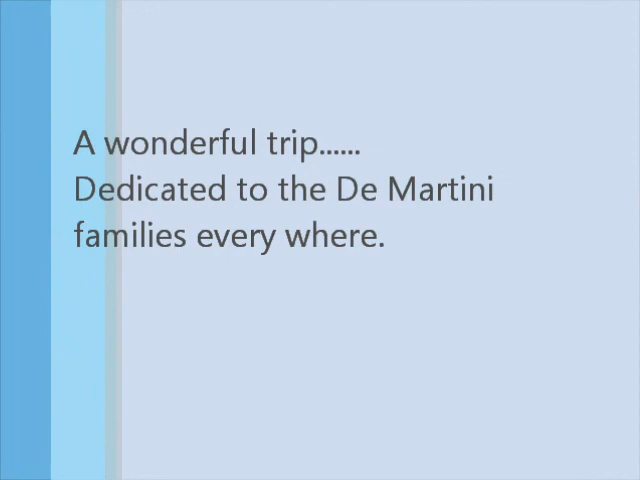 A wonderful trip......
Dedicated to the De Martini
families every where.